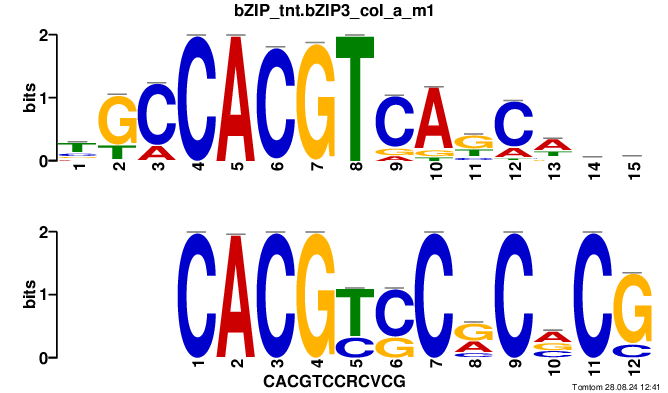 bZIP_tnt.bZIP3_col_a_m1
2
1
0
bits
T G C C A C G T C A G C A
T A G G T A T
A T
1 2 3 4 5 6 7 8 9 10 11 12 13 14 15
2
1
0
bits
C A C G T C C G C A C G
C G A G C
C C
1 2 3 4 5 6 7 8 9 10 11 12
CACGTCCRCVCG
Tomtom 28.08.24 12:41